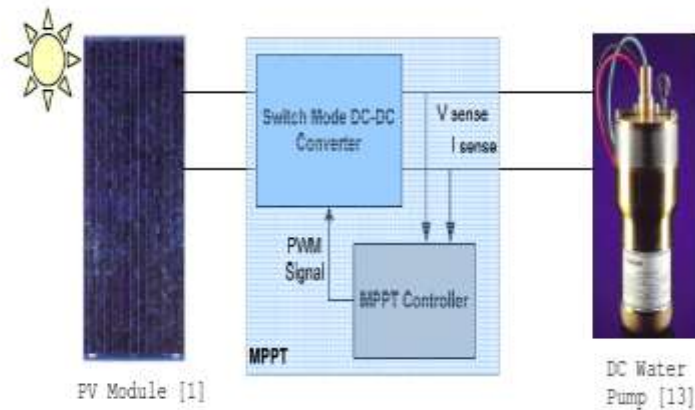 Switch Mode DC-DC
Converter
V sense
I sense
PWM
Signal
MPPT Controller
MPPT
PV Module [1]
DC Water
Pump [13]